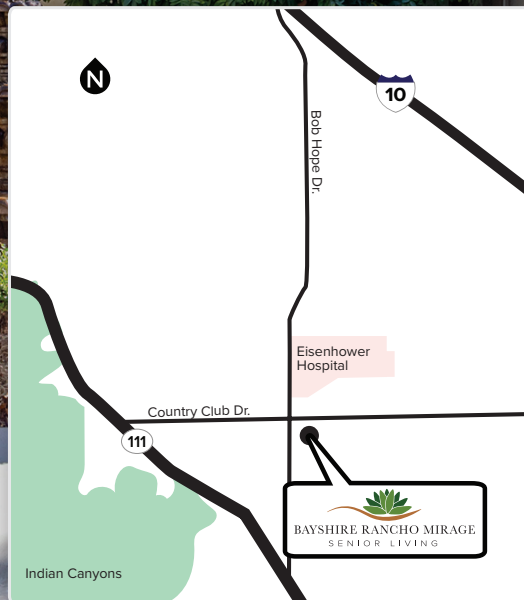 N
10
Bob Hope Dr.
Eisenhower
Hospital
Country Club Dr.
111
BAYSHIRE RANCHO MIRAGE
SENIOR LIVING
Indian Canyons